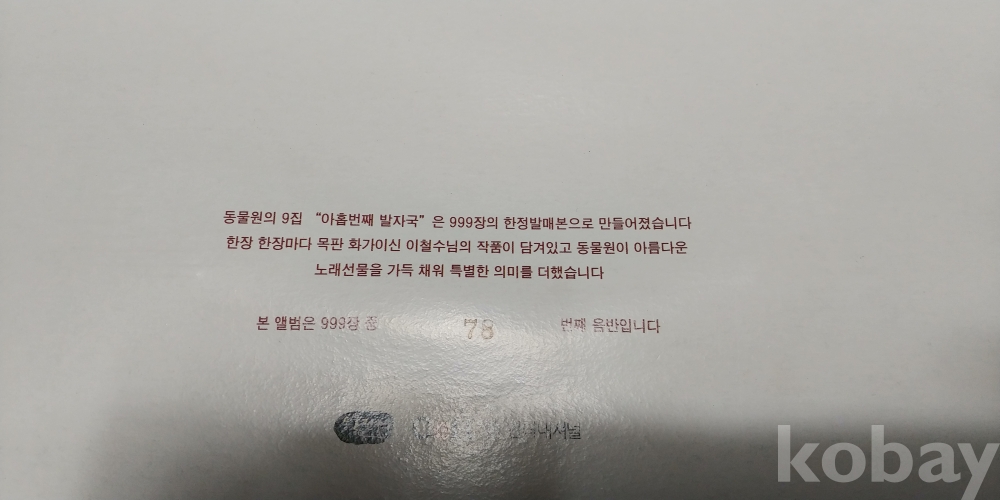 동물원의 9집 “아홉번째 발자국” 은 999장의 한정발매본으로 만들어졌습니다
한장 한장마다 목판 화가이신 이철수님의 작품이 담겨있고 동물원이 아름다운
노래선물을 가득 채워 특별한 의미를 더했습니다
본 앨범은 999장 중 78 번째 음반입니다
kobay